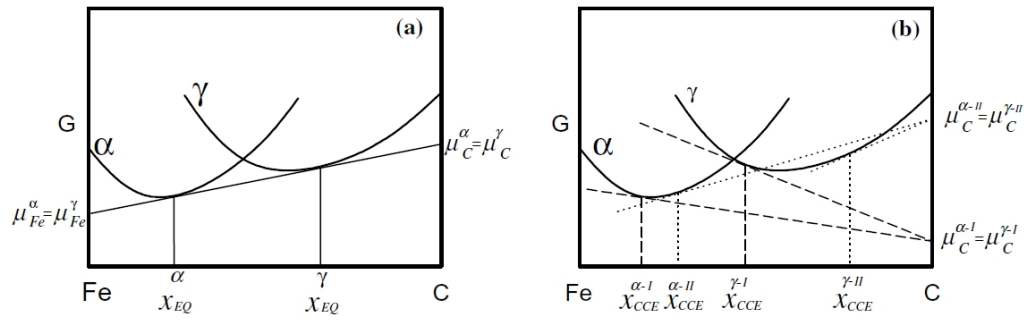 (a)
γ
G
α
μ_C^α=μ_C^γ
μ_Fe^α=μ_Fe^γ
Fe
x_EQ^α
x_EQ^γ
C
(b)
γ
G
α
μ_C^α-II=μ_C^γ-II
μ_C^α-I=μ_C^γ-I
Fe
x_CCE^α-I
x_CCE^α-II
x_CCE^γ-I
x_CCE^γ-II
C